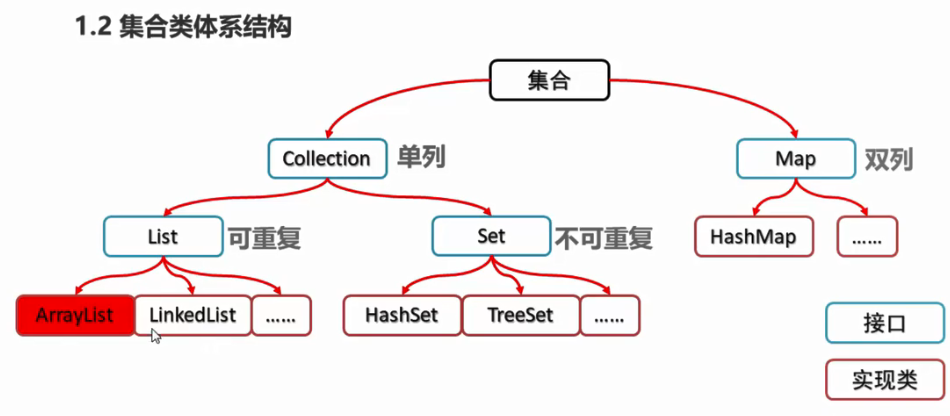 1.2 集合类体系结构
集合
Collection 单列
Map 双列
List 可重复
Set 不可重复
HashMap
……
ArrayList
LinkedList
……
HashSet
TreeSet
……
接口
实现类